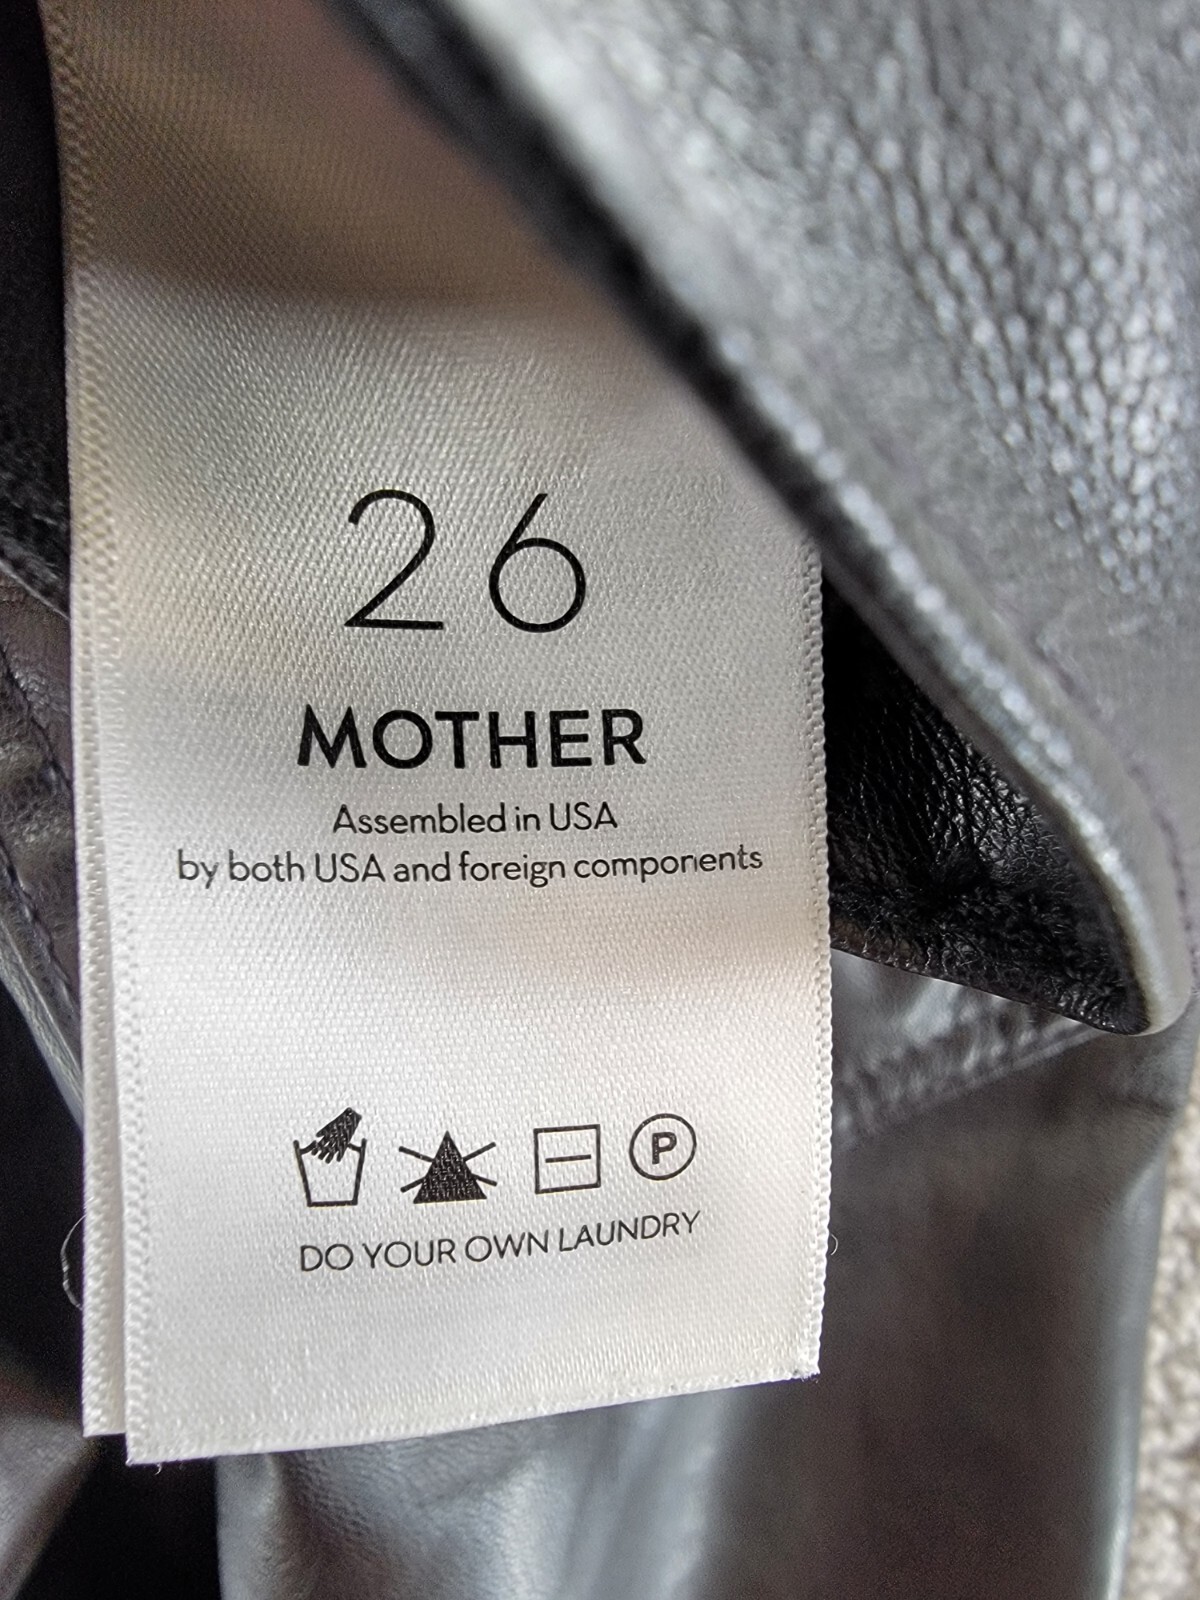 26
MOTHER
Assembled in USA
by both USA and foreign components
P
DO YOUR OWN LAUNDRY